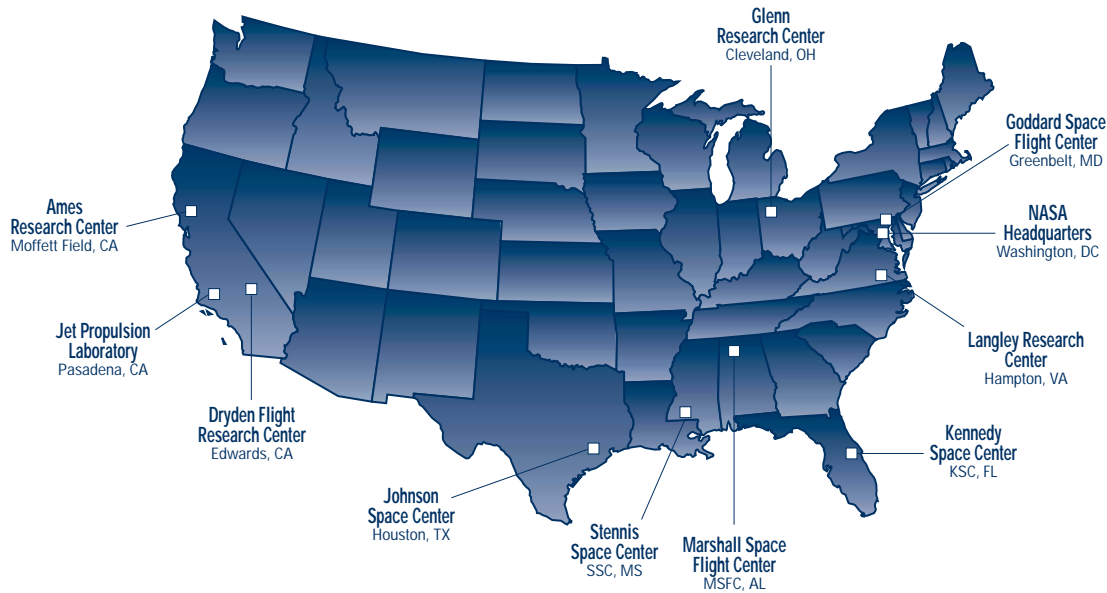 Glenn
Research Center
Cleveland, OH
Goddard Space
Flight Center
Greenbelt, MD
Ames
Research Center
Moffett Field, CA
NASA
Headquarters
Washington, DC
Jet Propulsion
Laboratory
Pasadena, CA
Langley Research
Center
Hampton, VA
Dryden Flight
Research Center
Edwards, CA
Kennedy
Space Center
KSC, FL
Johnson
Space Center
Houston, TX
Stennis
Space Center
SSC, MS
Marshall Space
Flight Center
MSFC, AL